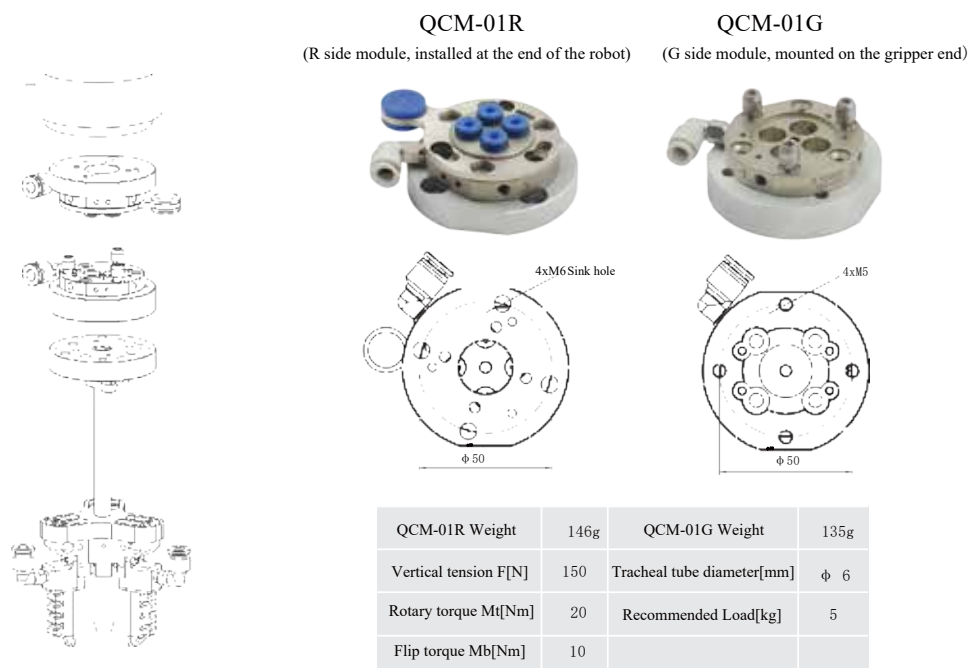 QCM-01R
(R side module, installed at the end of the robot)
QCM-01G
(G side module, mounted on the gripper end)
4xM6 Sink hole
4xM5
ф 50
ф 50
QCM-01R Weight 146g QCM-01G Weight 135g
Vertical tension F[N] 150 Tracheal tube diameter[mm] ф 6
Rotary torque Mt[Nm] 20 Recommended Load[kg] 5
Flip torque Mb[Nm] 10